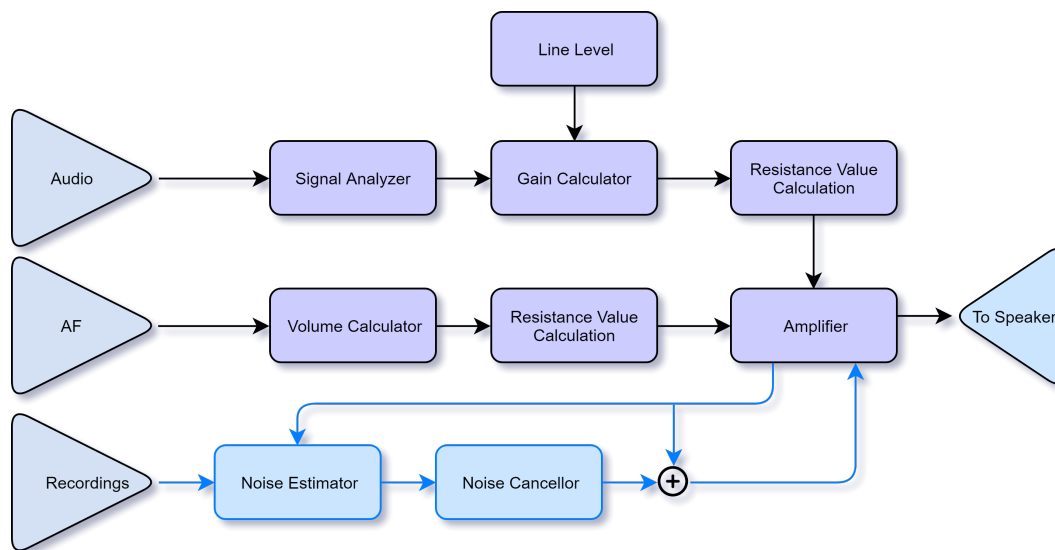 Line Level
Audio
Signal Analyzer
Gain Calculator
Resistance Value
Calculation
AF
Volume Calculator
Resistance Value
Calculation
Amplifier
To Speaker
Recordings
Noise Estimator
Noise Cancellor
+